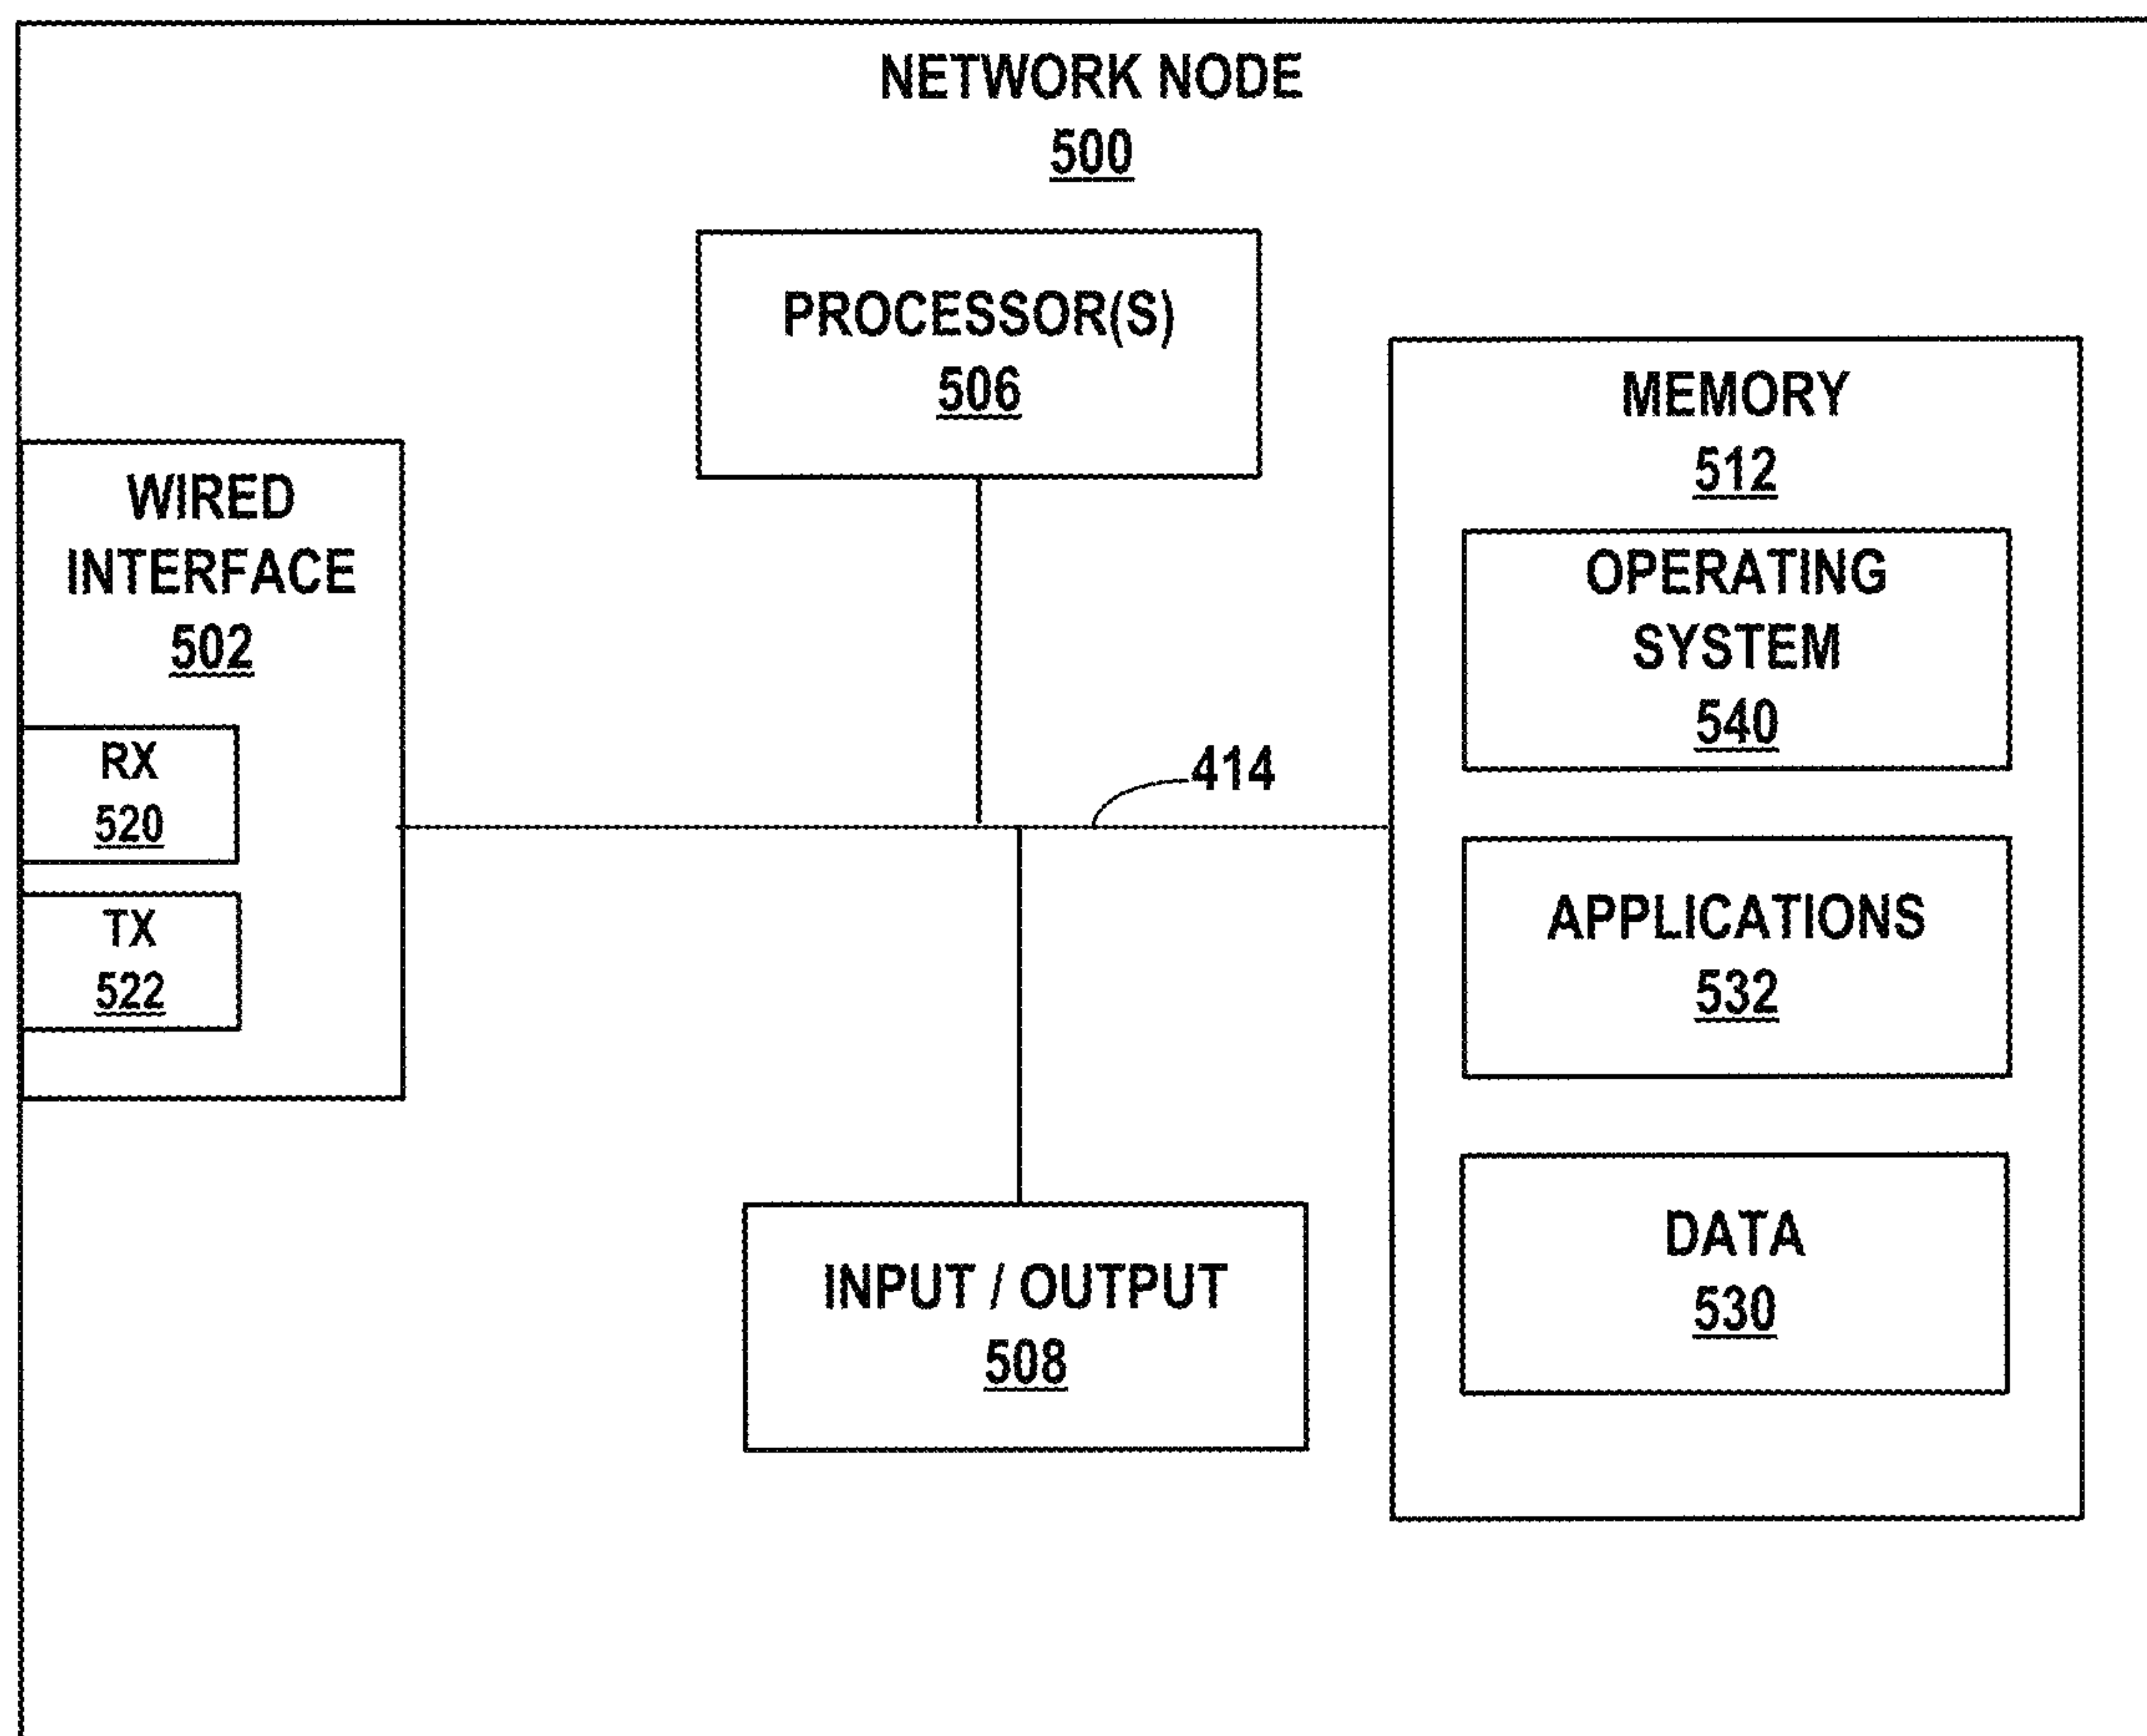 NETWORK NODE
500
PROCESSOR(S)
506
MEMORY
512
WIRED
INTERFACE
502
OPERATING
SYSTEM
540
RX
520
414
TX
522
APPLICATIONS
532
INPUT / OUTPUT
508
DATA
530